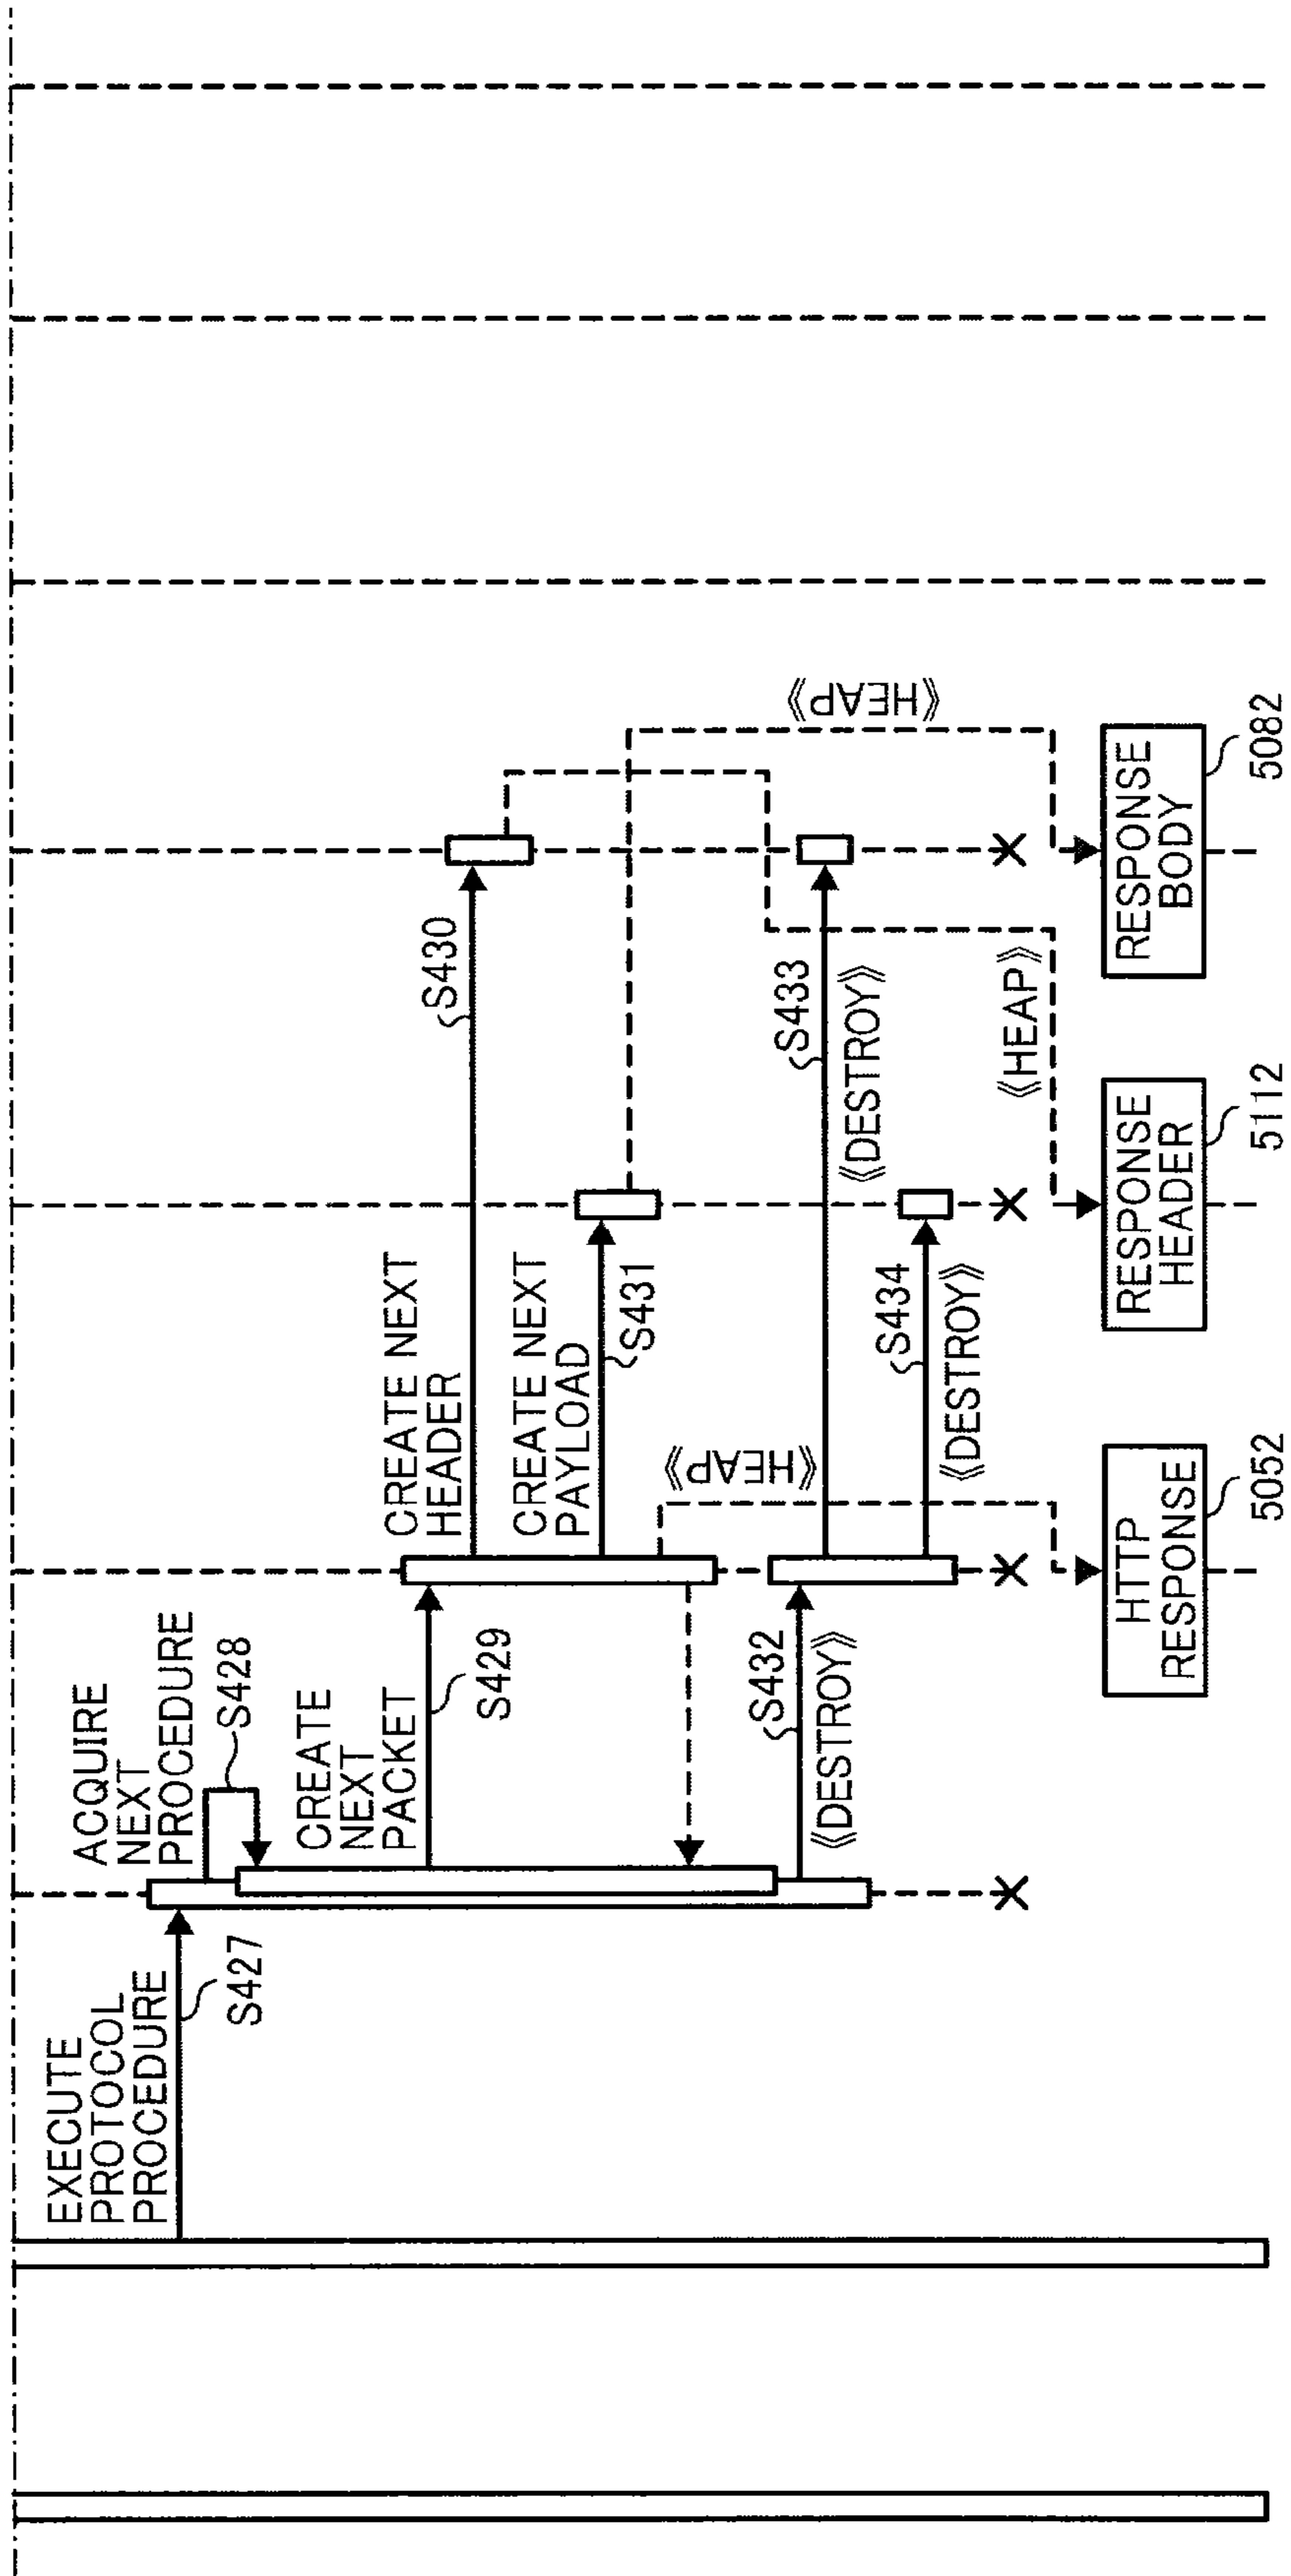 EXECUTE
PROTOCOL
PROCEDURE
S427
ACQUIRE
NEXT
PROCEDURE
S428
CREATE
NEXT
PACKET
S429
CREATE NEXT
HEADER
S430
CREATE NEXT
PAYLOAD
S431
《HEAP》
《HEAP》
S432
《DESTROY》
S433
《DESTROY》
S434
《DESTROY》
《HEAP》
HTTP
RESPONSE
5052
RESPONSE
HEADER
5112
RESPONSE
BODY
5082